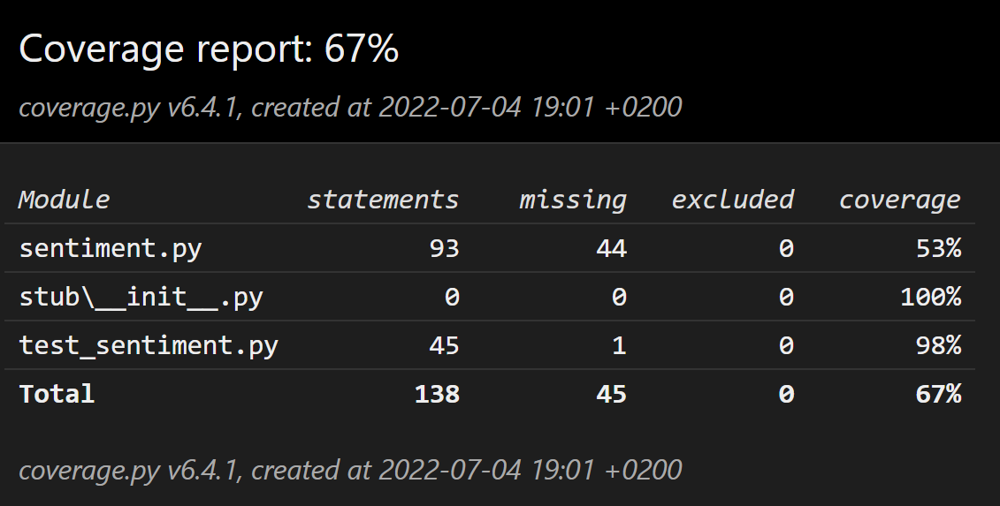 Coverage report: 67%
coverage.py v6.4.1, created at 2022-07-04 19:01 +0200
Module statements missing excluded coverage
sentiment.py 93 44 0 53%
stub\__init__.py 0 0 0 100%
test_sentiment.py 45 1 0 98%
Total 138 45 0 67%
coverage.py v6.4.1, created at 2022-07-04 19:01 +0200